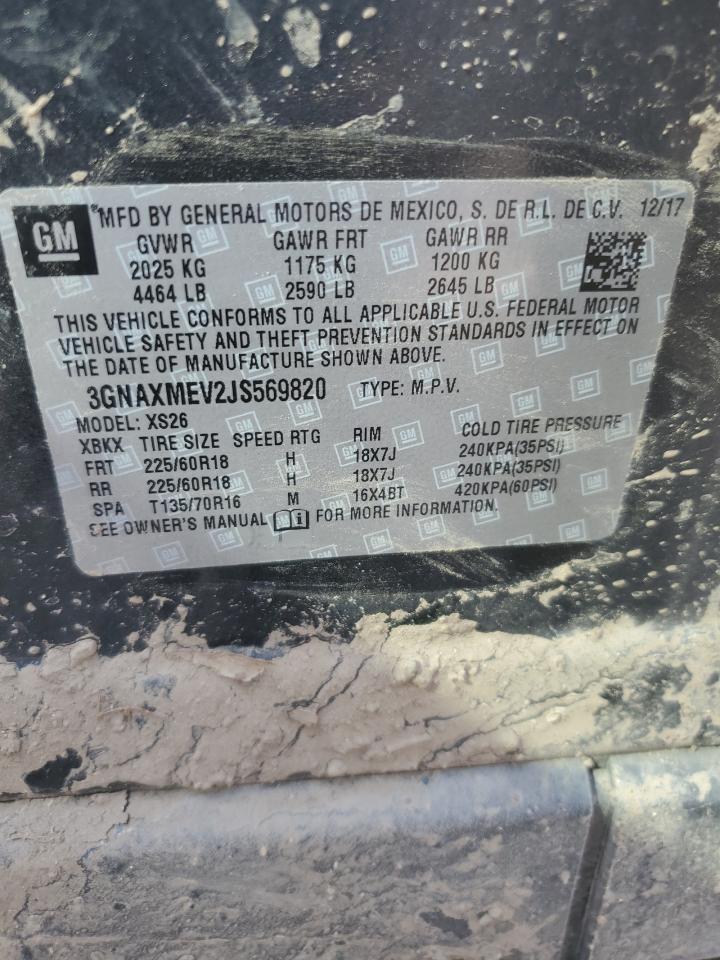 GM
®MFD BY GENERAL MOTORS DE MEXICO, S. DE R.L. DE C.V. 12/17
GVWR GAWR FRT GAWR RR
2025 KG 1175 KG 1200 KG
4464 LB 2590 LB 2645 LB
THIS VEHICLE CONFORMS TO ALL APPLICABLE U.S. FEDERAL MOTOR
VEHICLE SAFETY AND THEFT PREVENTION STANDARDS IN EFFECT ON
THE DATE OF MANUFACTURE SHOWN ABOVE.
3GNAXMEV2JS569820 TYPE: M.P.V.
MODEL: XS26
XBKX TIRE SIZE SPEED RTG RIM COLD TIRE PRESSURE
FRT 225/60R18 H 18X7J 240KPA(35PSI)
RR 225/60R18 H 18X7J 240KPA(35PSI)
SPA T135/70R16 M 16X4BT 420KPA(60PSI)
SEE OWNER'S MANUAL FOR MORE INFORMATION.